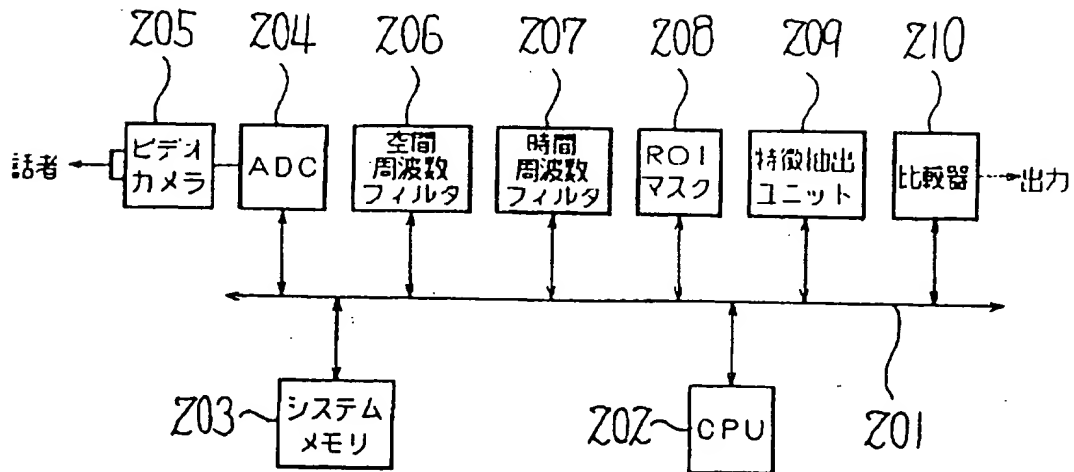 205
204
206
207
208
209
210
話者
ビデオ
カメラ
ADC
空間
周波数
フィルタ
時間
周波数
フィルタ
ROI
マスク
特徴抽出
ユニット
比較器
出力
203
システム
メモリ
202
CPU
201